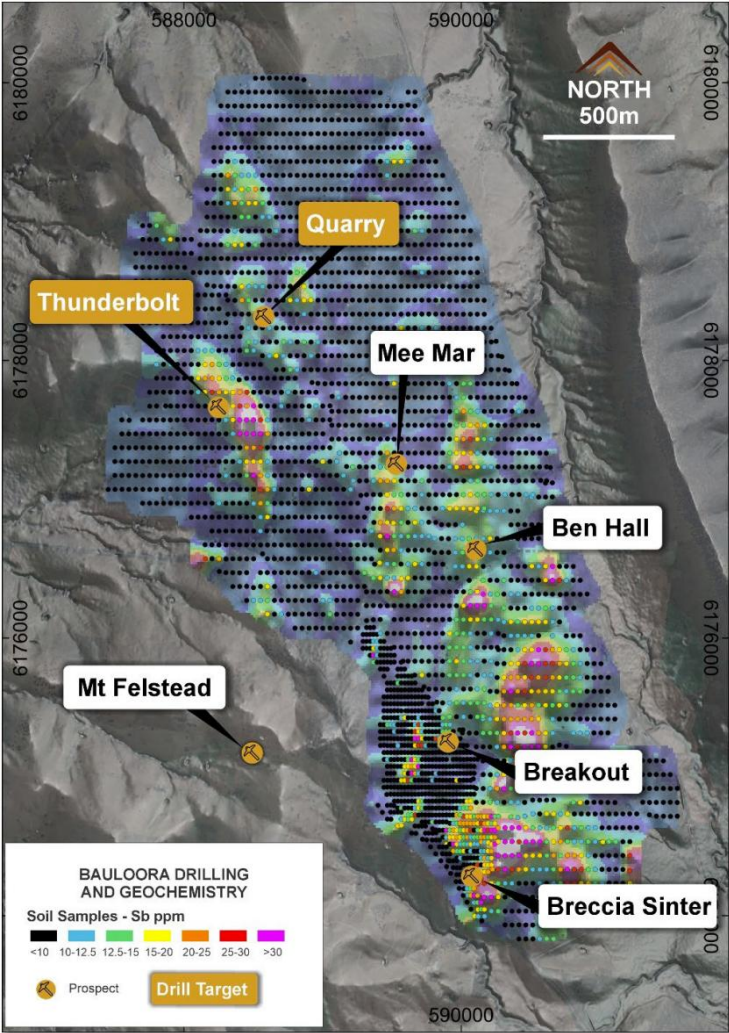 588000
590000
6180000
6180000
NORTH
500m
Quarry
Thunderbolt
Mee Mar
6178000
6178000
Ben Hall
6176000
6176000
Mt Felstead
Breakout
Breccia Sinter
BAULOORA DRILLING
AND GEOCHEMISTRY
Soil Samples - Sb ppm
<10 10-12.5 12.5-15 15-20 20-25 25-30 >30
Prospect Drill Target
590000